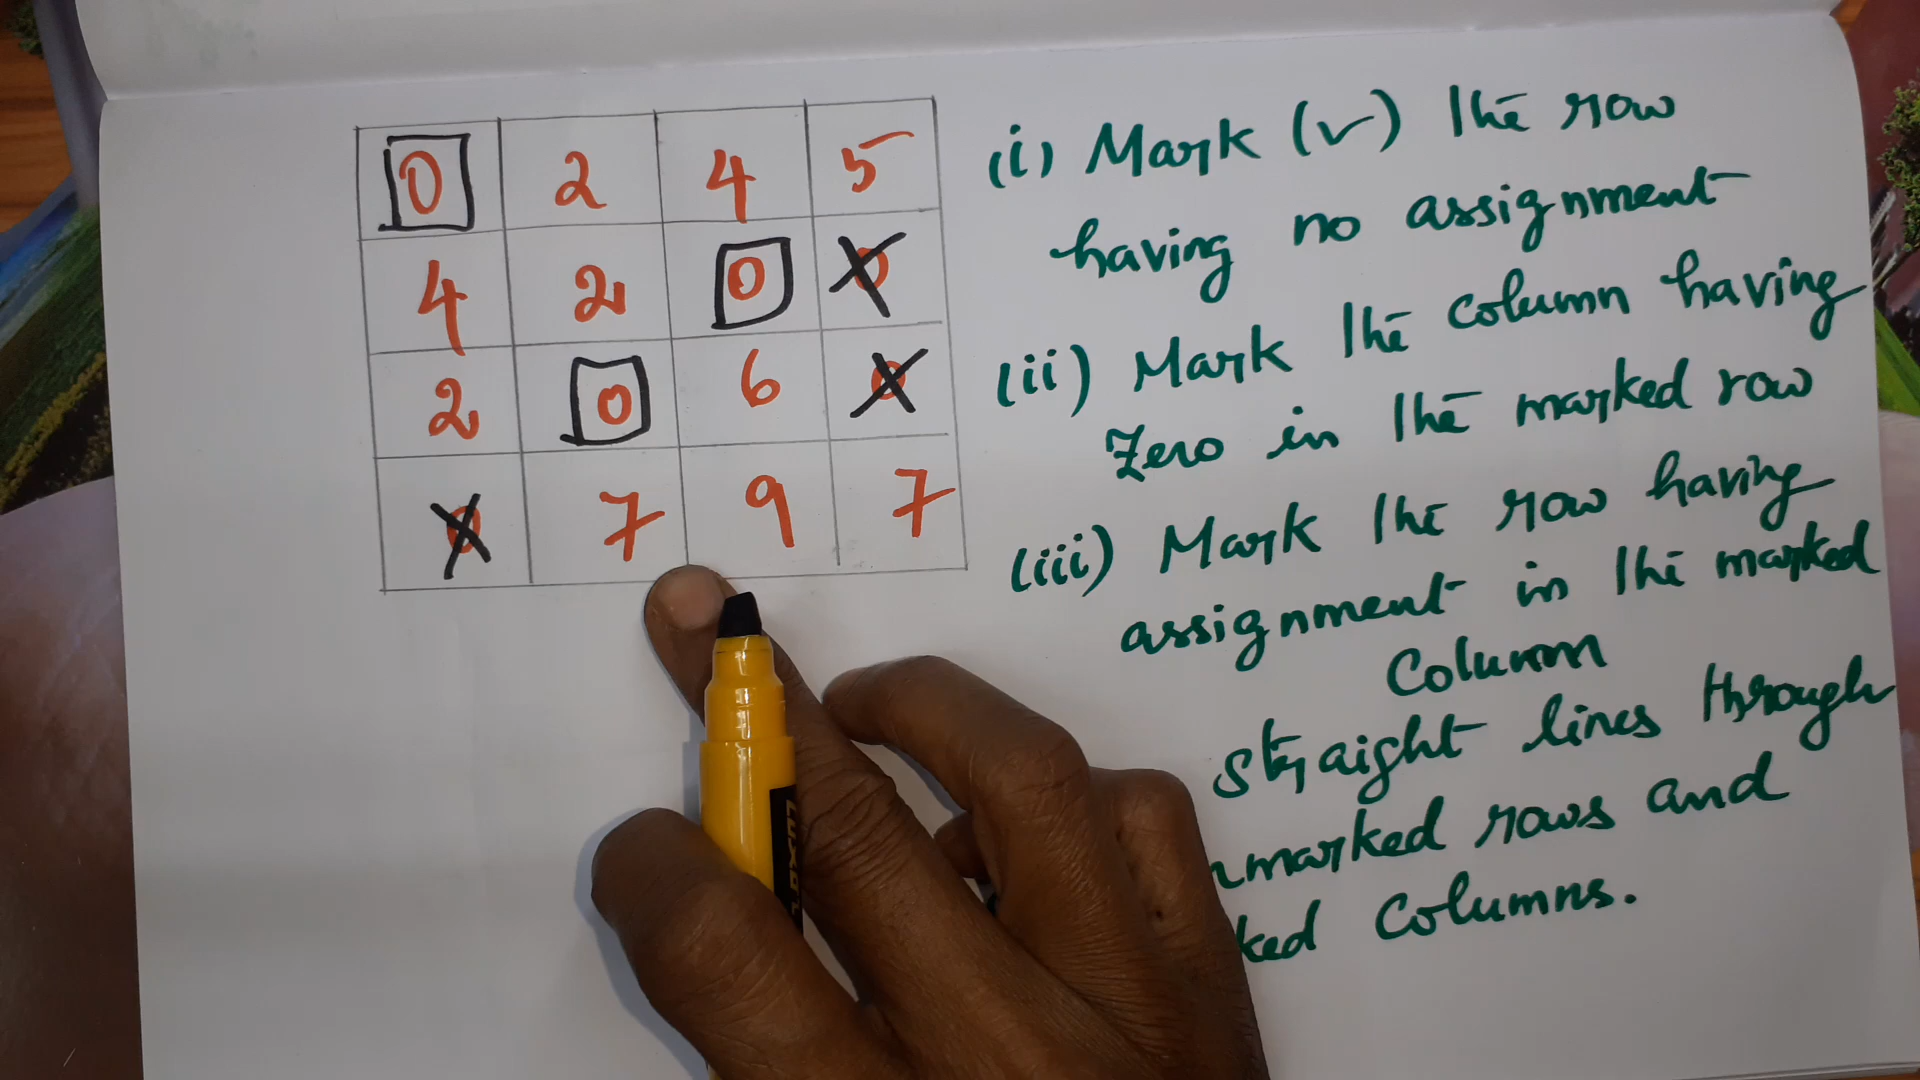 0 2 4 5
4 2 0 0
2 0 6 0
0 7 9 7
(i) Mark (✓) the row
having no assignment
(ii) Mark the column having
Zero in the marked row
(iii) Mark the row having
assignment in the marked
Column
straight lines through
rows and
Columns.